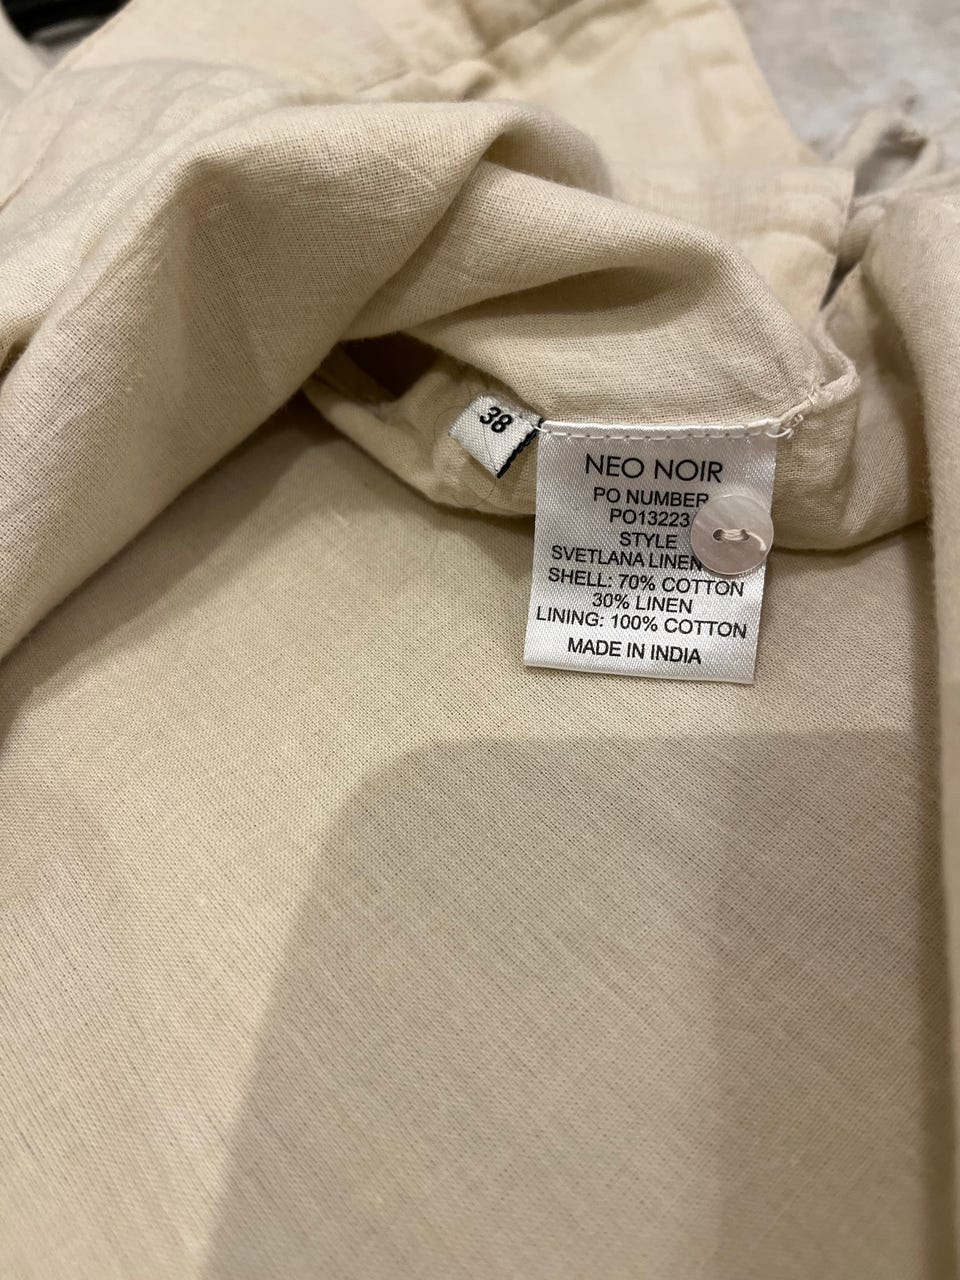 38
NEO NOIR
PO NUMBER
PO13223
STYLE
SVETLANA LINEN
SHELL: 70% COTTON
30% LINEN
LINING: 100% COTTON
MADE IN INDIA